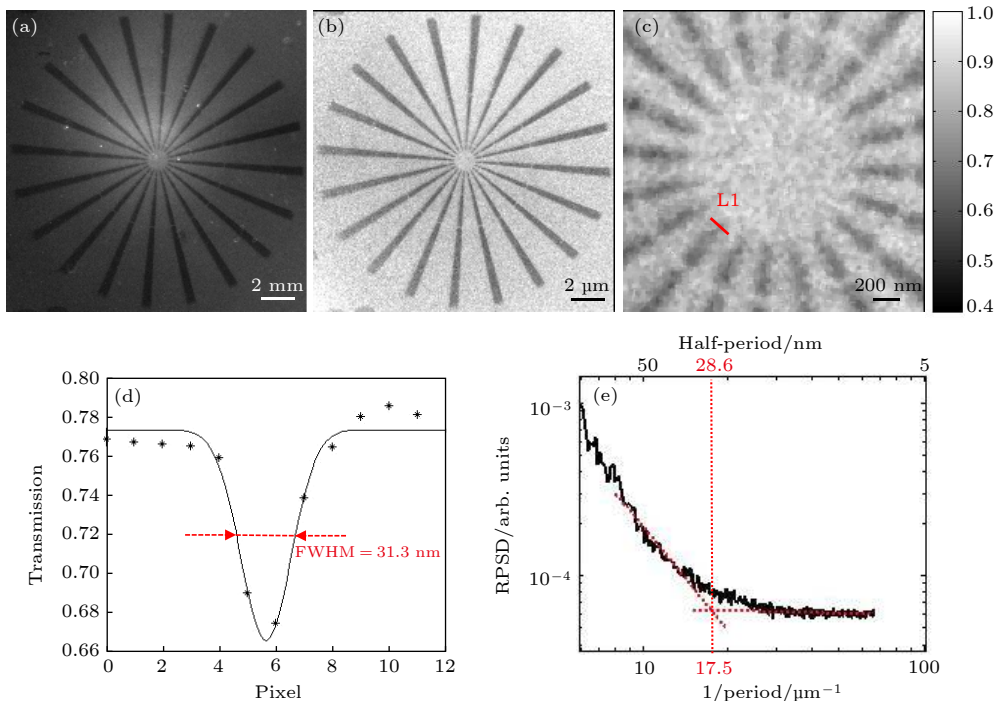 (a)
2 mm
(b)
2 µm
(c)
L1
200 nm
1.0
0.9
0.8
0.7
0.6
0.5
0.4
(d)
0.80
0.78
0.76
0.74
0.72
0.70
0.68
0.66
Transmission
FWHM = 31.3 nm
0 2 4 6 8 10 12
Pixel
(e)
Half-period/nm
50 28.6 5
10⁻³
10⁻⁴
RPSD/arb. units
10 17.5 100
1/period/µm⁻¹